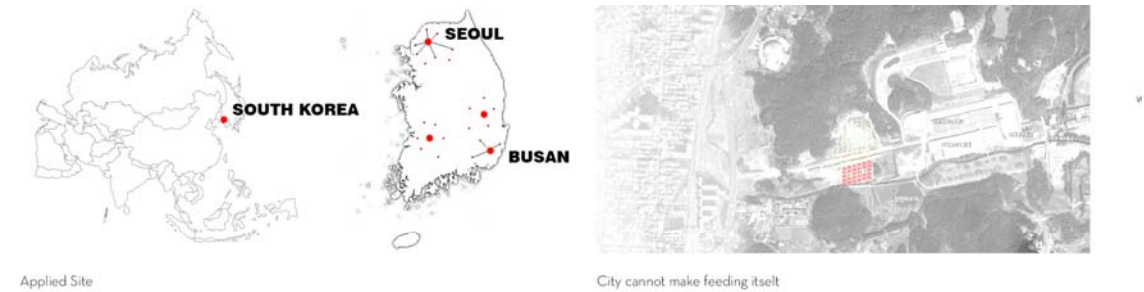 SEOUL
SOUTH KOREA
BUSAN
Applied Site
City cannot make feeding itselt